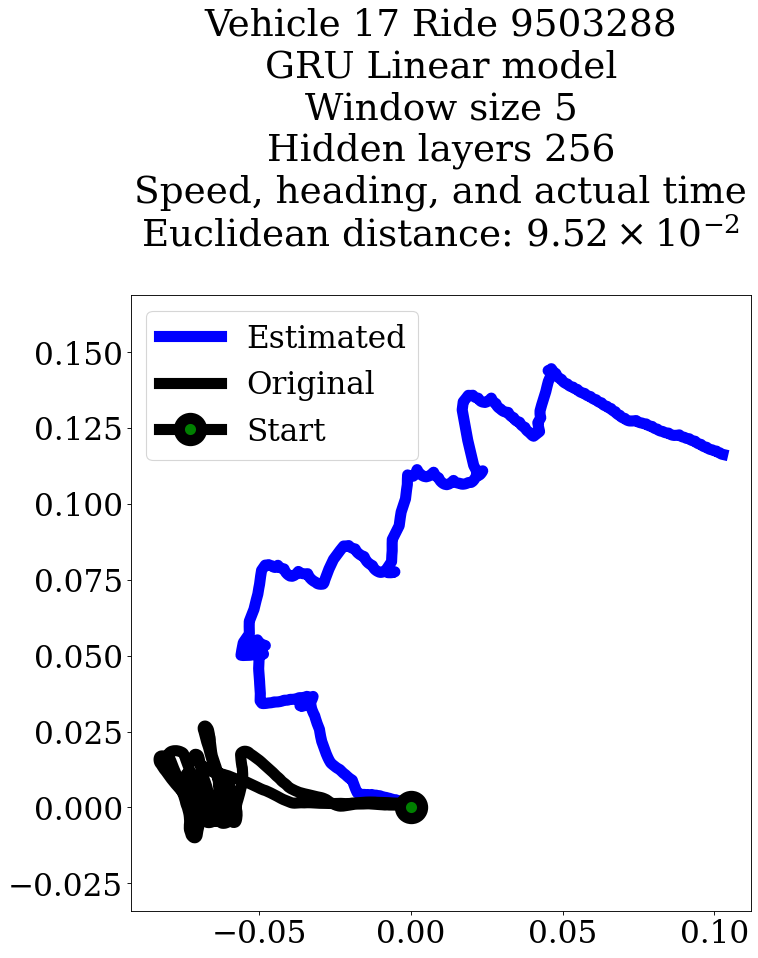 Vehicle 17 Ride 9503288
GRU Linear model
Window size 5
Hidden layers 256
Speed, heading, and actual time
Euclidean distance: 9.52 × 10⁻²
Estimated
Original
Start
0.150
0.125
0.100
0.075
0.050
0.025
0.000
−0.025
−0.05 0.00 0.05 0.10